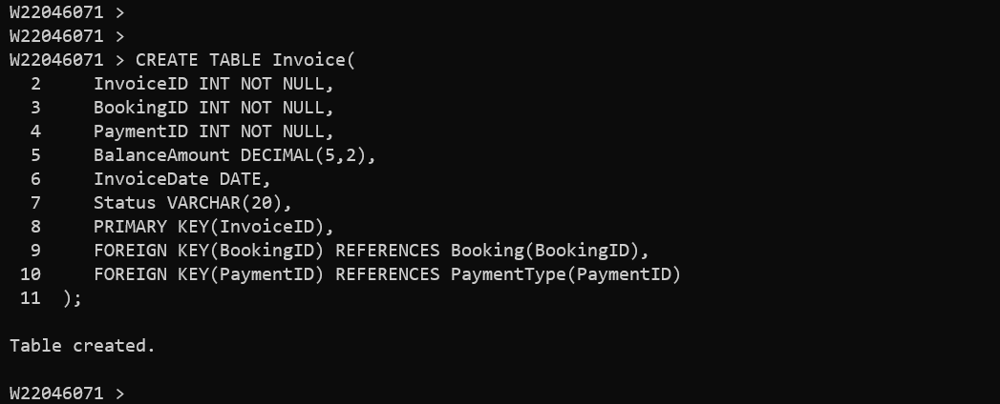 W22046071 >
W22046071 >
W22046071 > CREATE TABLE Invoice(
  2     InvoiceID INT NOT NULL,
  3     BookingID INT NOT NULL,
  4     PaymentID INT NOT NULL,
  5     BalanceAmount DECIMAL(5,2),
  6     InvoiceDate DATE,
  7     Status VARCHAR(20),
  8     PRIMARY KEY(InvoiceID),
  9     FOREIGN KEY(BookingID) REFERENCES Booking(BookingID),
 10     FOREIGN KEY(PaymentID) REFERENCES PaymentType(PaymentID)
 11  );
Table created.
W22046071 >